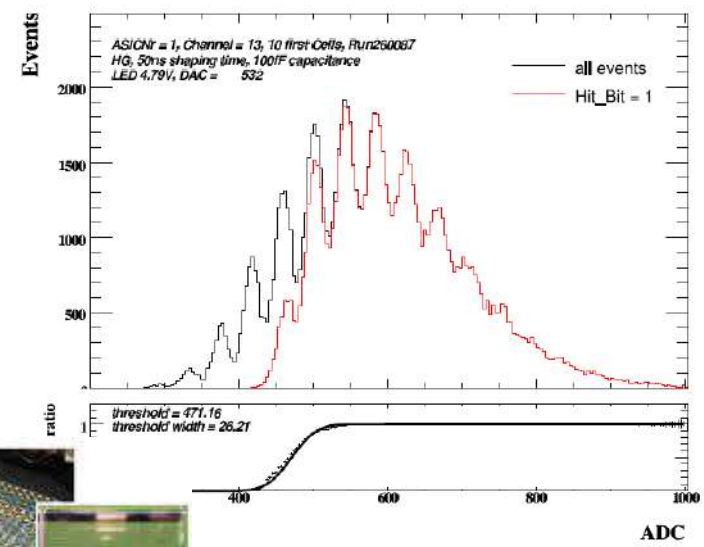 Events
ASICNr = 1, Channel = 13, 10 first Cells, Run260087
HG, 50ns shaping time, 100fF capacitance
LED 4.79V, DAC = 532
all events
Hit_Bit = 1
2000
1500
1000
500
0
ratio
1
threshold = 471.16
threshold width = 26.21
400
600
800
1000
ADC